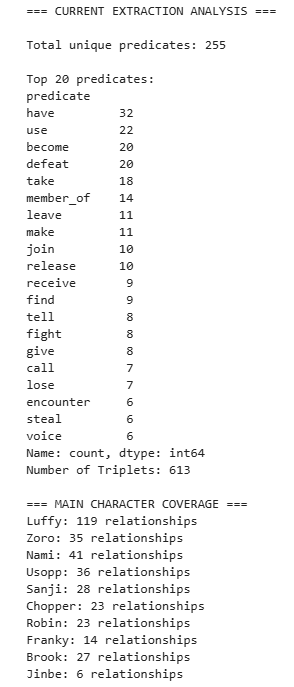 === CURRENT EXTRACTION ANALYSIS ===
Total unique predicates: 255
Top 20 predicates:
predicate
have 32
use 22
become 20
defeat 20
take 18
member_of 14
leave 11
make 11
join 10
release 10
receive 9
find 9
tell 8
fight 8
give 8
call 7
lose 7
encounter 6
steal 6
voice 6
Name: count, dtype: int64
Number of Triplets: 613
=== MAIN CHARACTER COVERAGE ===
Luffy: 119 relationships
Zoro: 35 relationships
Nami: 41 relationships
Usopp: 36 relationships
Sanji: 28 relationships
Chopper: 23 relationships
Robin: 23 relationships
Franky: 14 relationships
Brook: 27 relationships
Jinbe: 6 relationships